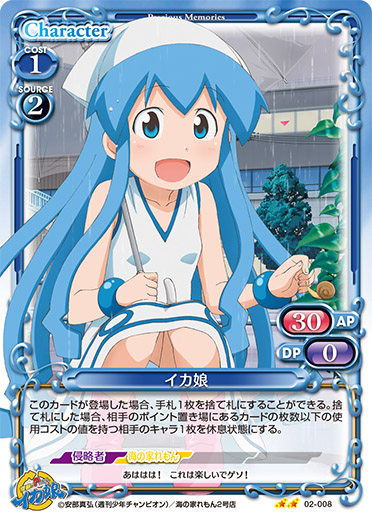 Precious Memories
Character
COST
1
SOURCE
2
30 AP
DP 0
イカ娘
このカードが登場した場合、手札1枚を捨て札にすることができる。捨
て札にした場合、相手のポイント置き場にあるカードの枚数以下の使
用コストの値を持つ相手のキャラ1枚を休息状態にする。
侵略者 海の家れもん
あははは！ これは楽しいでゲソ！
©安部真弘（週刊少年チャンピオン）／海の家れもん2号店 02-008